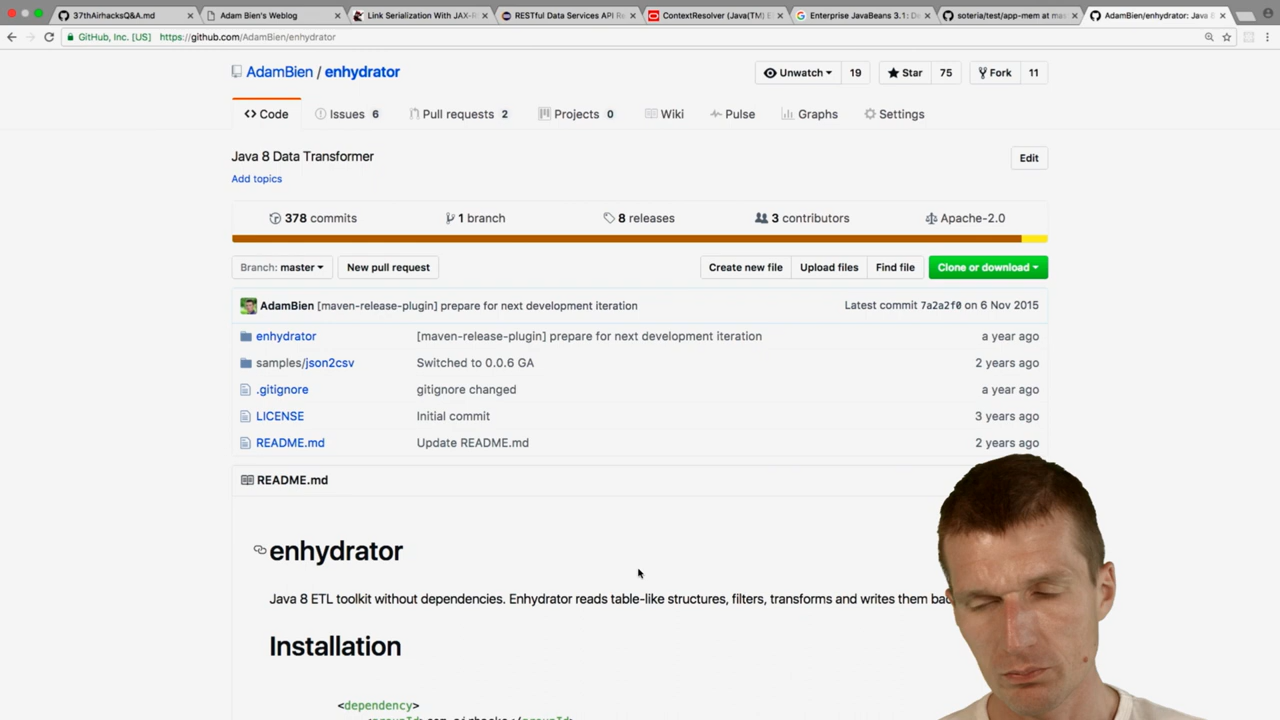 37thAirhacksQ&A.md
Adam Bien's Weblog
Link Serialization With JAX-R
RESTful Data Services API R
ContextResolver (Java(TM) E
Enterprise JavaBeans 3.1: De
soteria/test/app-mem at mas
AdamBien/enhydrator: Java 8
GitHub, Inc. [US] https://github.com/AdamBien/enhydrator
AdamBien / enhydrator
Unwatch 19 Star 75 Fork 11
Code Issues 6 Pull requests 2 Projects 0 Wiki Pulse Graphs Settings
Java 8 Data Transformer
Edit
Add topics
378 commits 1 branch 8 releases 3 contributors Apache-2.0
Branch: master New pull request Create new file Upload files Find file Clone or download
AdamBien [maven-release-plugin] prepare for next development iteration Latest commit 7a2a2f0 on 6 Nov 2015
enhydrator [maven-release-plugin] prepare for next development iteration a year ago
samples/json2csv Switched to 0.0.6 GA 2 years ago
.gitignore gitignore changed a year ago
LICENSE Initial commit 3 years ago
README.md Update README.md 2 years ago
README.md
enhydrator
Java 8 ETL toolkit without dependencies. Enhydrator reads table-like structures, filters, transforms and writes them
Installation
<dependency>